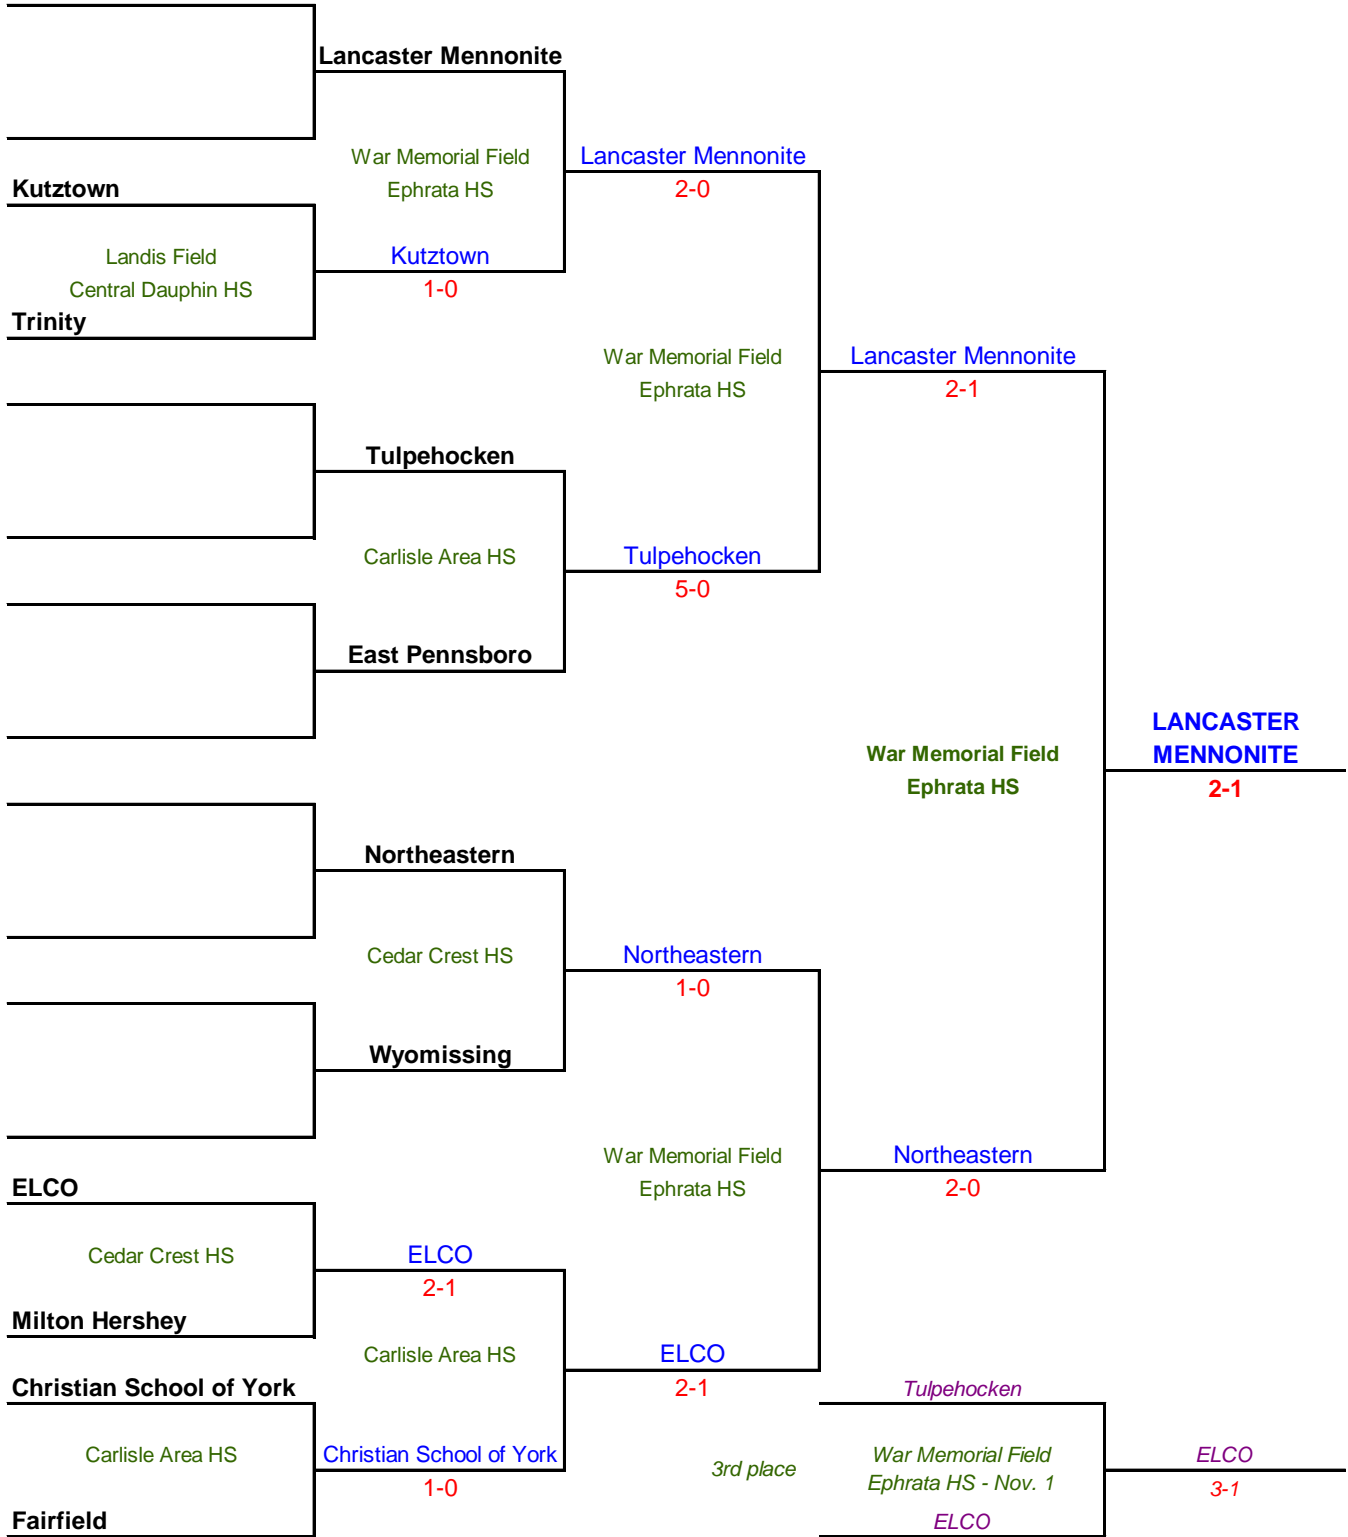 Lancaster Mennonite
War Memorial Field
Ephrata HS
Lancaster Mennonite
2-0
Kutztown
Landis Field
Central Dauphin HS
Kutztown
1-0
Trinity
War Memorial Field
Ephrata HS
Lancaster Mennonite
2-1
Tulpehocken
Carlisle Area HS
Tulpehocken
5-0
East Pennsboro
War Memorial Field
Ephrata HS
LANCASTER
MENNONITE
2-1
Northeastern
Cedar Crest HS
Northeastern
1-0
Wyomissing
War Memorial Field
Ephrata HS
Northeastern
2-0
ELCO
Cedar Crest HS
ELCO
2-1
Milton Hershey
Carlisle Area HS
ELCO
2-1
Christian School of York
Carlisle Area HS
Christian School of York
1-0
Fairfield
Tulpehocken
3rd place
War Memorial Field
Ephrata HS - Nov. 1
ELCO
3-1
ELCO